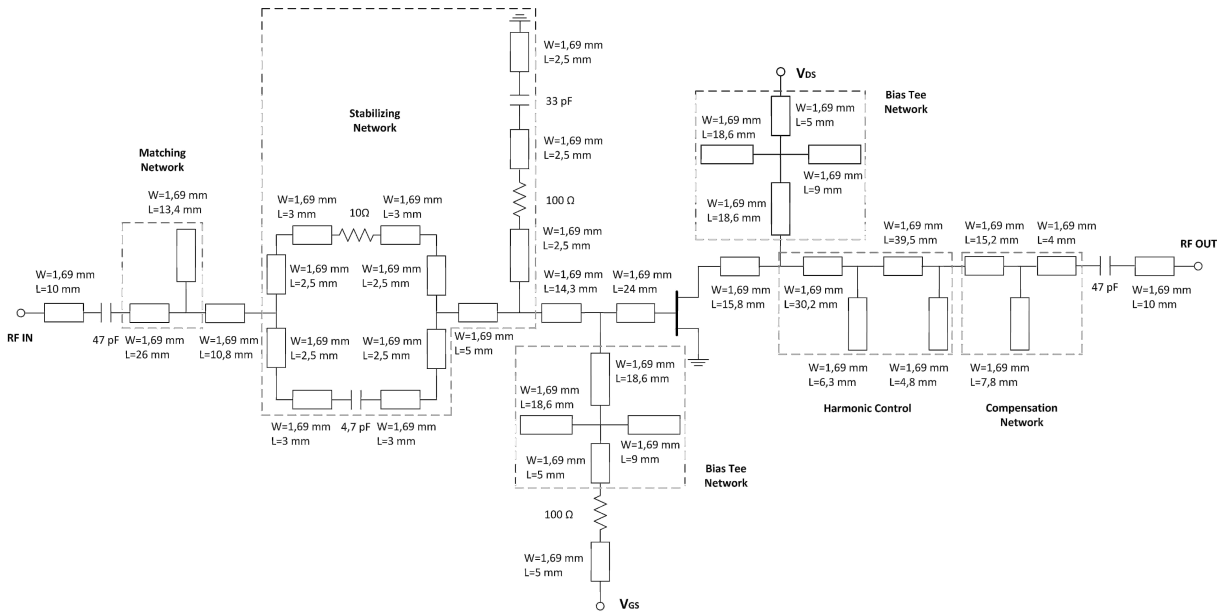 W=1,69 mm
L=2,5 mm
33 pF
W=1,69 mm
L=2,5 mm
100 Ω
W=1,69 mm
L=2,5 mm
Stabilizing
Network
Matching
Network
W=1,69 mm
L=13,4 mm
W=1,69 mm
L=3 mm
10Ω
W=1,69 mm
L=3 mm
W=1,69 mm
L=2,5 mm
W=1,69 mm
L=2,5 mm
W=1,69 mm
L=10 mm
RF IN
47 pF
W=1,69 mm
L=26 mm
W=1,69 mm
L=10,8 mm
W=1,69 mm
L=2,5 mm
W=1,69 mm
L=2,5 mm
W=1,69 mm
L=3 mm
4,7 pF
W=1,69 mm
L=3 mm
W=1,69 mm
L=5 mm
W=1,69 mm
L=14,3 mm
W=1,69 mm
L=24 mm
W=1,69 mm
L=18,6 mm
W=1,69 mm
L=18,6 mm
W=1,69 mm
L=9 mm
W=1,69 mm
L=5 mm
Bias Tee
Network
100 Ω
W=1,69 mm
L=5 mm
VGS
VDS
Bias Tee
Network
W=1,69 mm
L=5 mm
W=1,69 mm
L=18,6 mm
W=1,69 mm
L=9 mm
W=1,69 mm
L=18,6 mm
W=1,69 mm
L=15,8 mm
W=1,69 mm
L=30,2 mm
W=1,69 mm
L=39,5 mm
W=1,69 mm
L=15,2 mm
W=1,69 mm
L=4 mm
RF OUT
47 pF
W=1,69 mm
L=10 mm
W=1,69 mm
L=6,3 mm
W=1,69 mm
L=4,8 mm
W=1,69 mm
L=7,8 mm
Harmonic Control
Compensation
Network